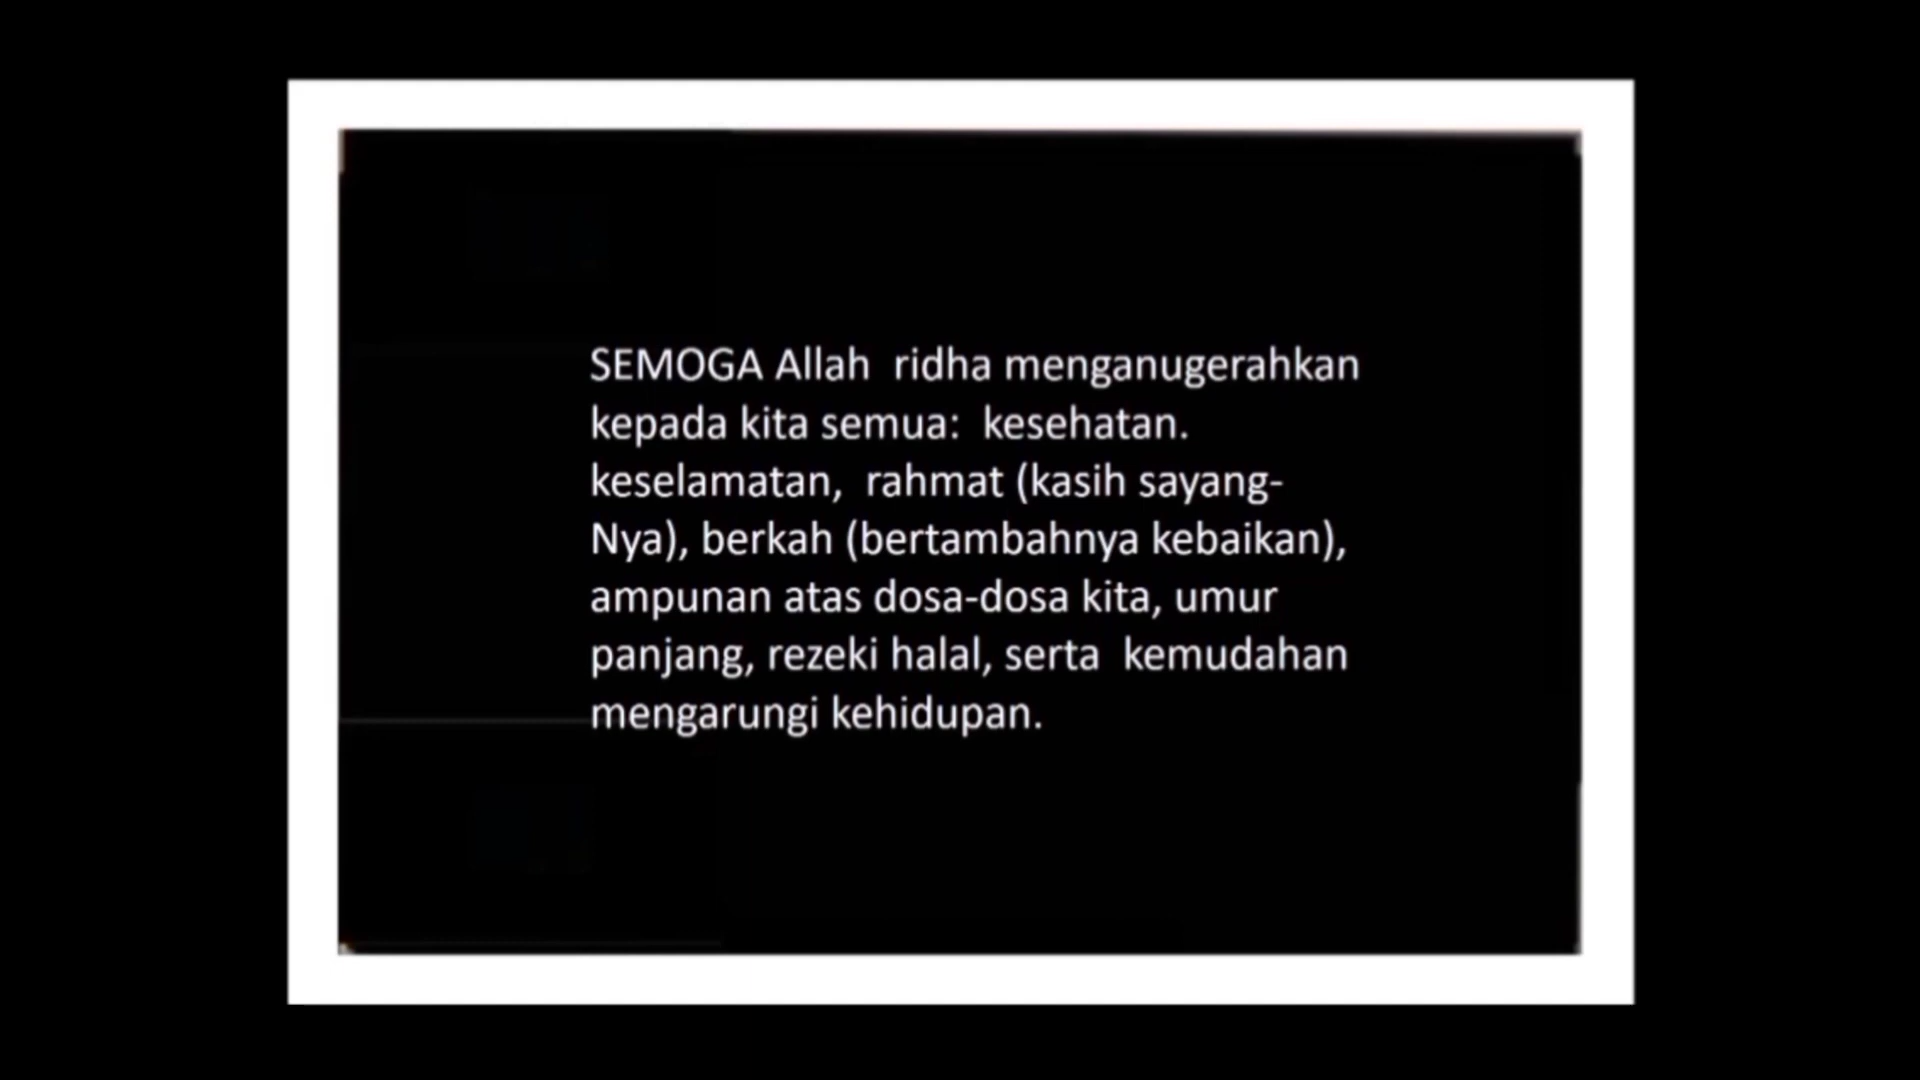 SEMOGA Allah  ridha menganugerahkan
kepada kita semua:  kesehatan.
keselamatan,  rahmat (kasih sayang-
Nya), berkah (bertambahnya kebaikan),
ampunan atas dosa-dosa kita, umur
panjang, rezeki halal, serta  kemudahan
mengarungi kehidupan.